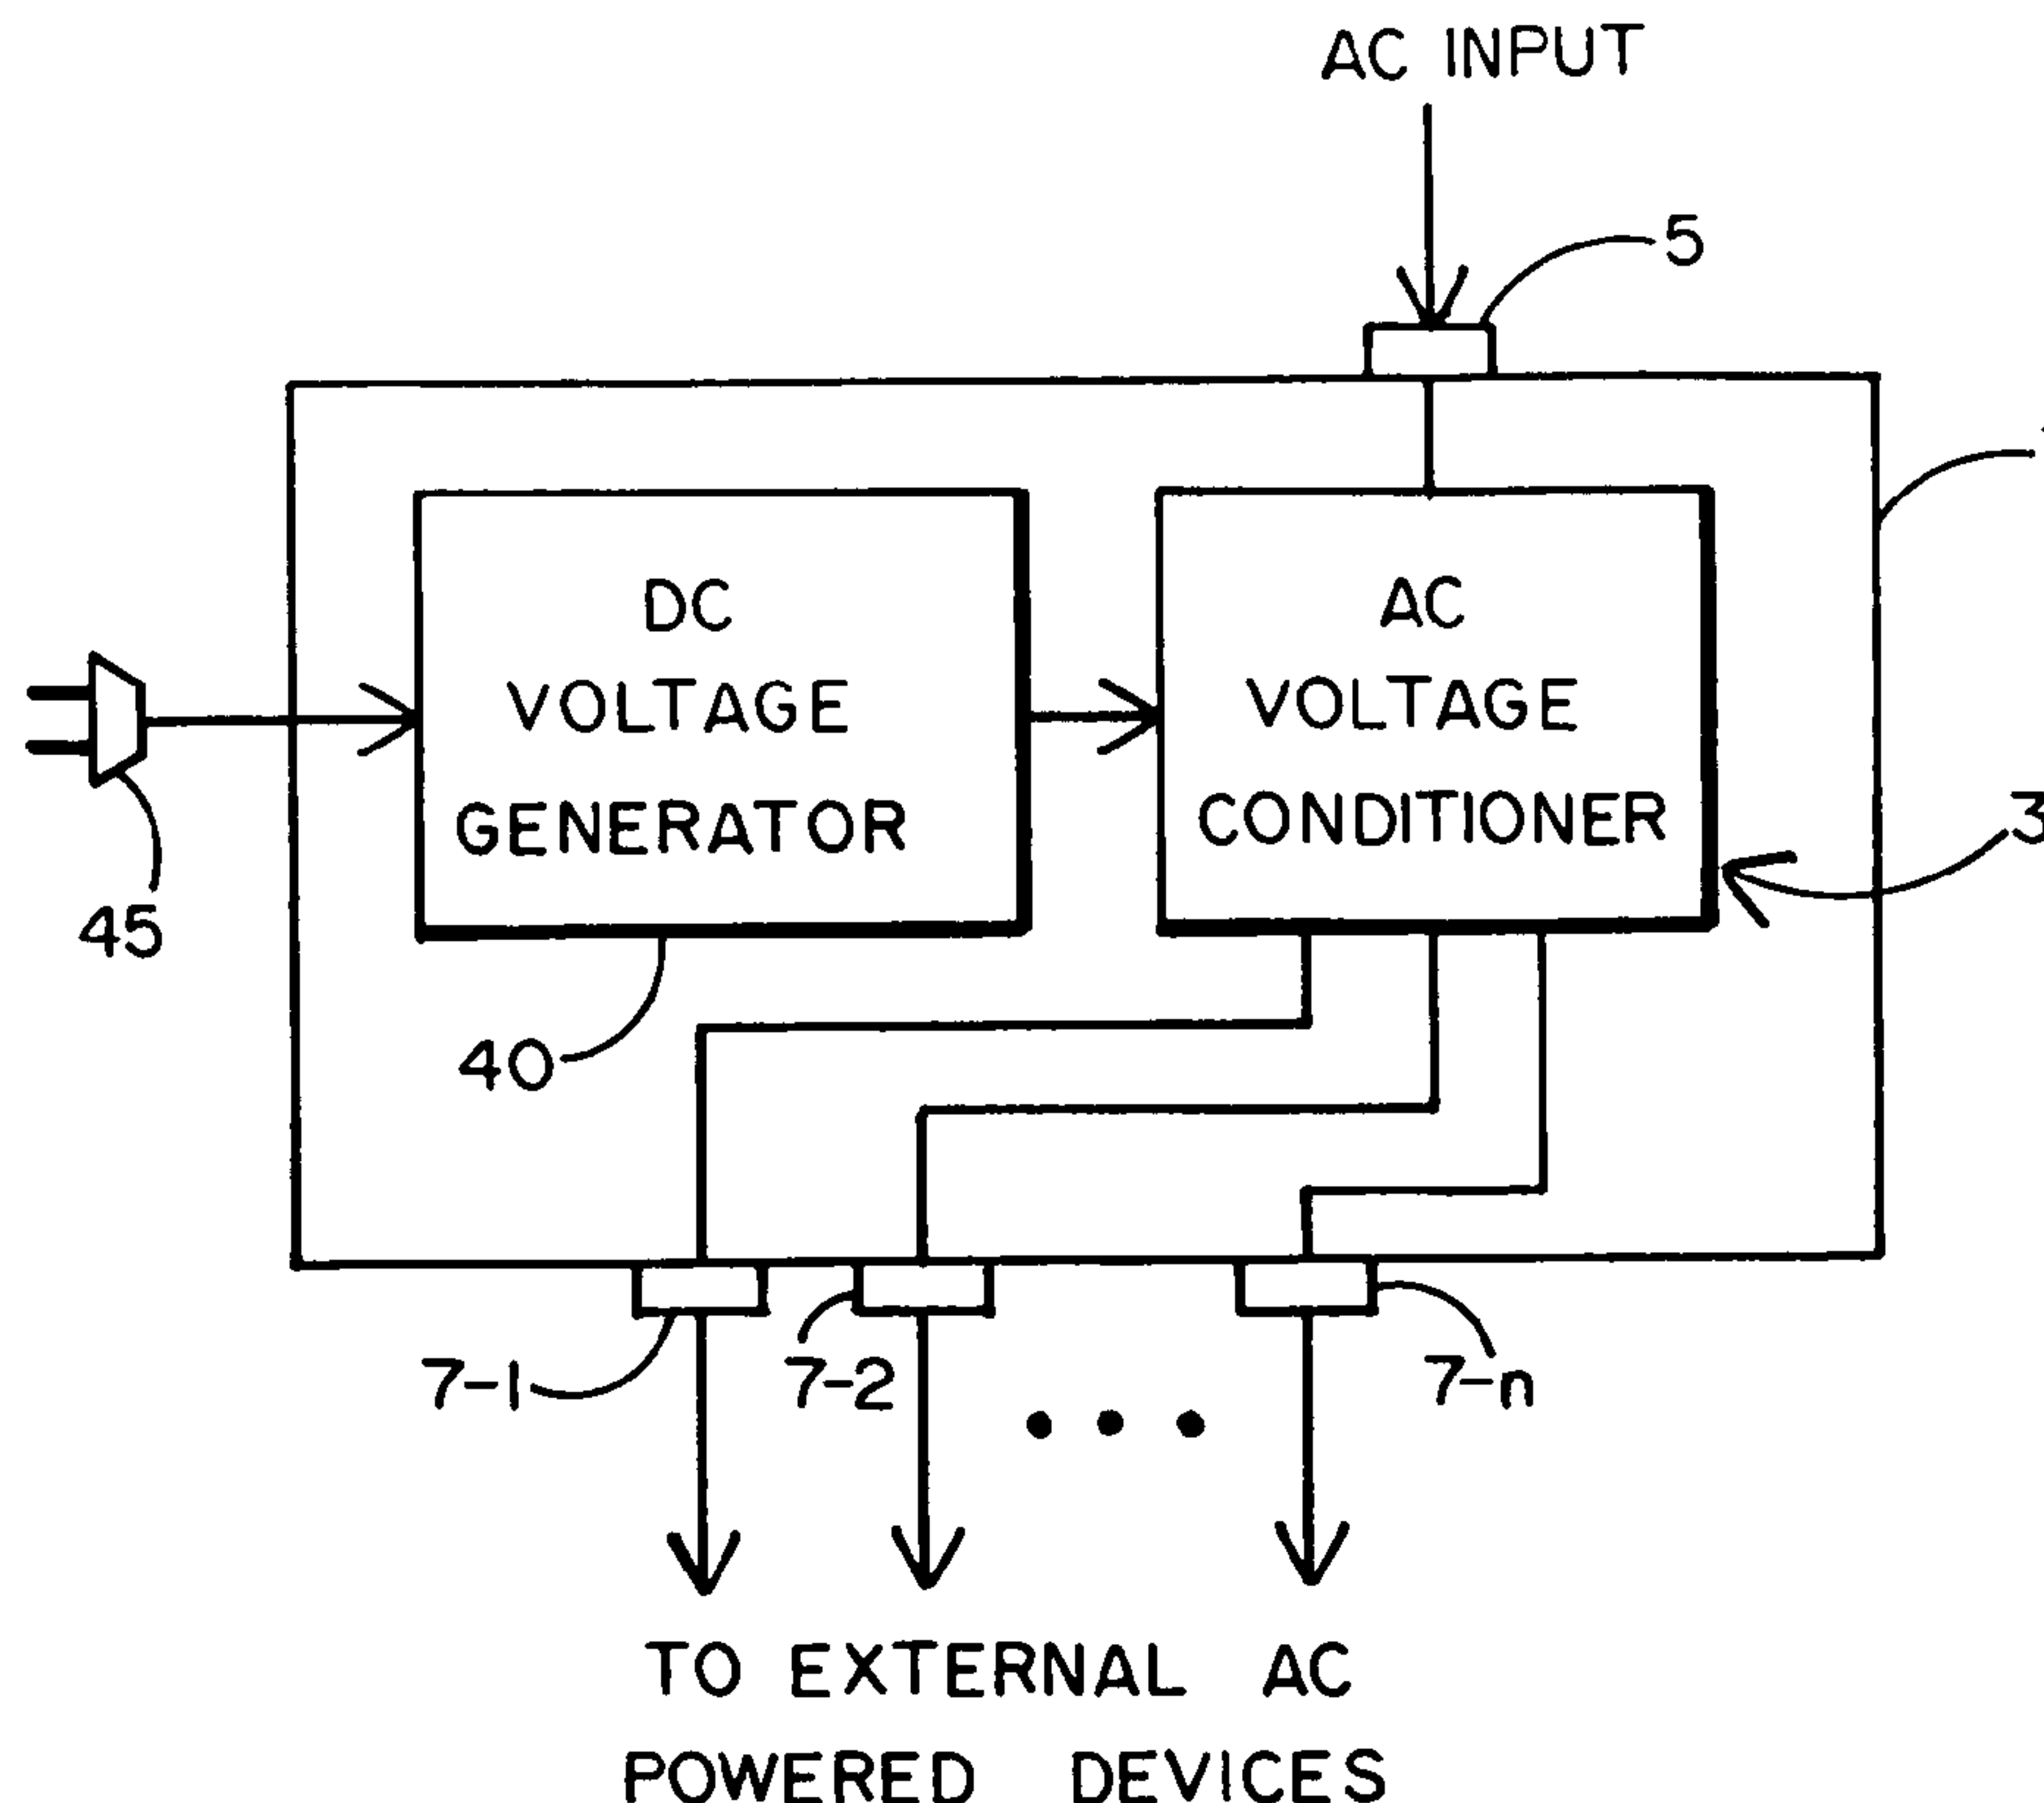 AC INPUT
5
DC
VOLTAGE
GENERATOR
AC
VOLTAGE
CONDITIONER
45
40
7-1
7-2
7-n
TO EXTERNAL AC
POWERED DEVICES